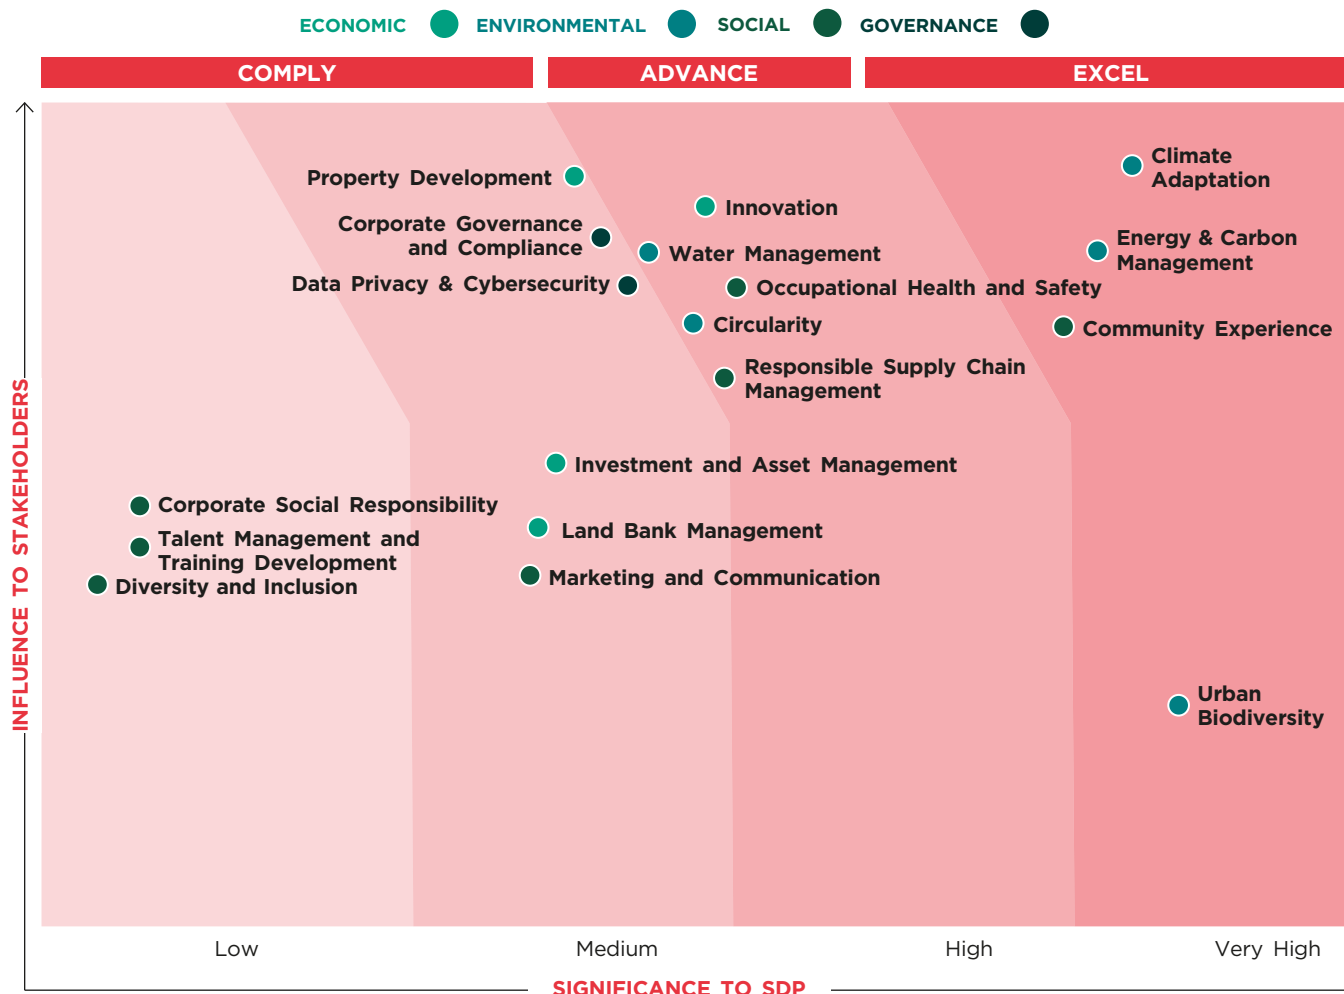 ECONOMIC ENVIRONMENTAL SOCIAL GOVERNANCE
COMPLY ADVANCE EXCEL
INFLUENCE TO STAKEHOLDERS
Climate
Adaptation
Property Development
Innovation
Corporate Governance
and Compliance
Energy & Carbon
Management
Water Management
Data Privacy & Cybersecurity
Occupational Health and Safety
Circularity
Community Experience
Responsible Supply Chain
Management
Investment and Asset Management
Corporate Social Responsibility
Land Bank Management
Talent Management and
Training Development
Marketing and Communication
Diversity and Inclusion
Urban
Biodiversity
Low Medium High Very High
SIGNIFICANCE TO SDP